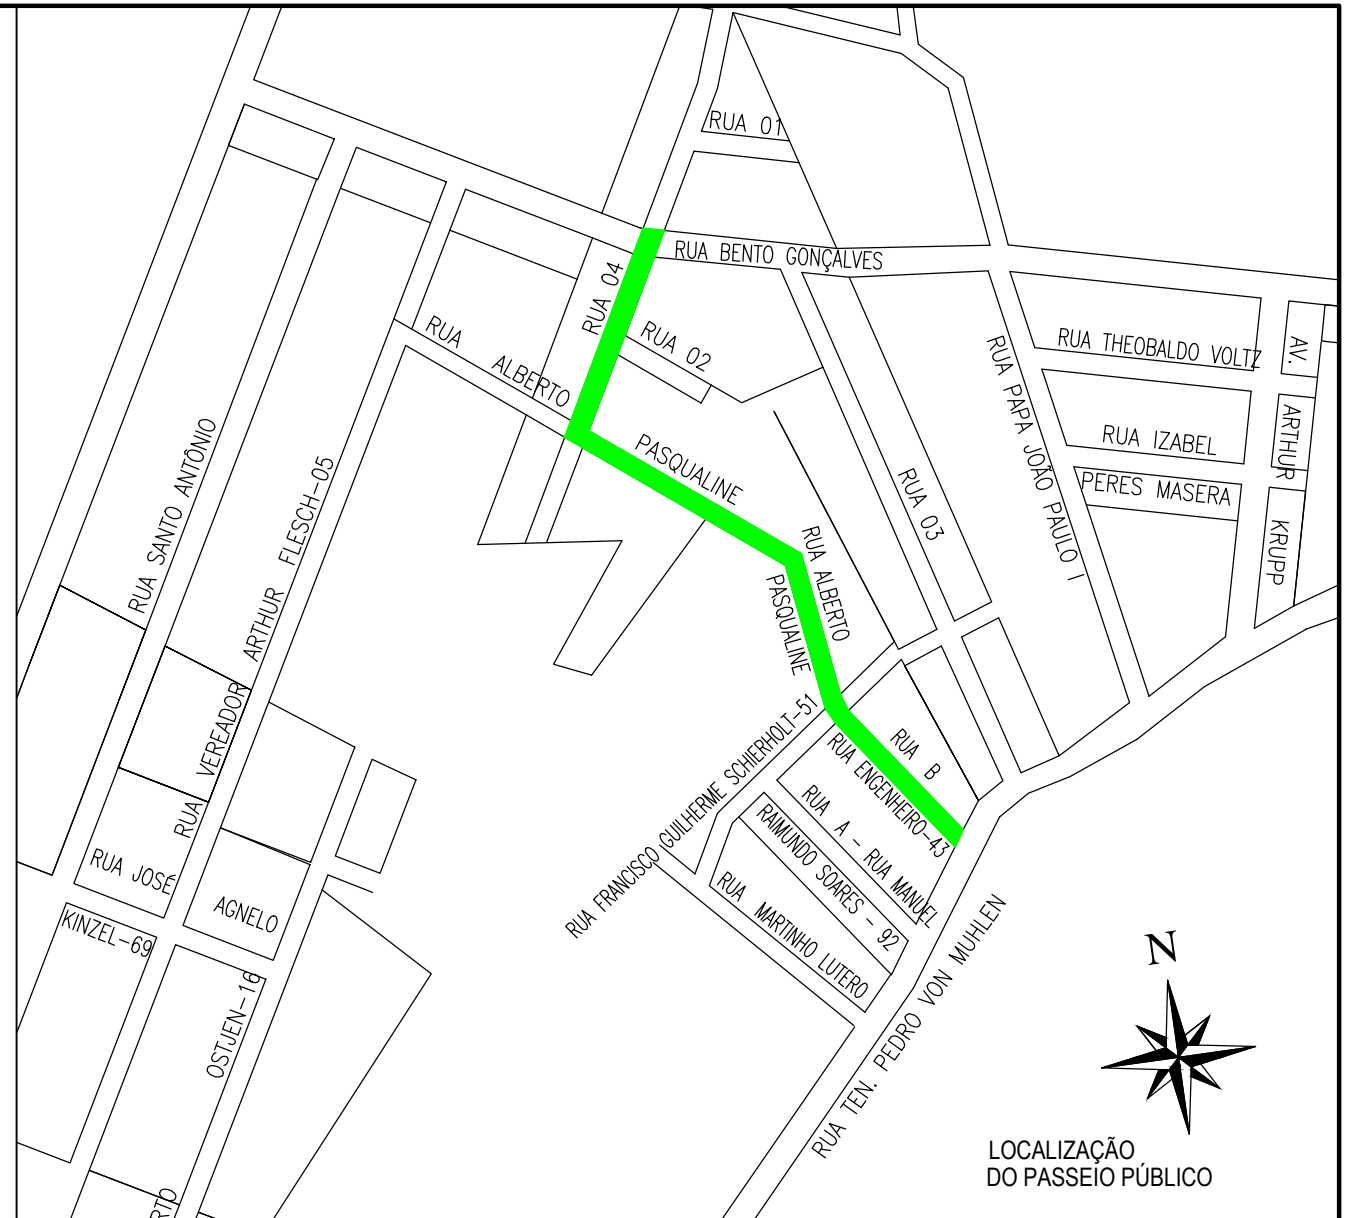 RUA 01
RUA BENTO GONÇALVES
RUA 04
RUA 02
RUA
ALBERTO
PASQUALINE
RUA THEOBALDO VOLTZ
AV.
ARTHUR
KRUPP
RUA PAPA JOÃO PAULO I
RUA IZABEL
PERES MASERA
RUA 03
RUA SANTO ANTÔNIO
ARTHUR FLESCH-05
RUA VEREADOR
RUA ALBERTO
PASQUALINE
RUA FRANCISCO GUILHERME SCHIERHOLT-51
RUA B
RUA ENGENHEIRO-43
RUA A - RUA MANUEL
RAIMUNDO SOARES - 92
RUA MARTINHO LUTERO
RUA JOSÉ
AGNELO
KINZEL-69
OSTJEN-16
RUA TEN. PEDRO VON MUHLEN
N
LOCALIZAÇÃO
DO PASSEIO PÚBLICO
RTO